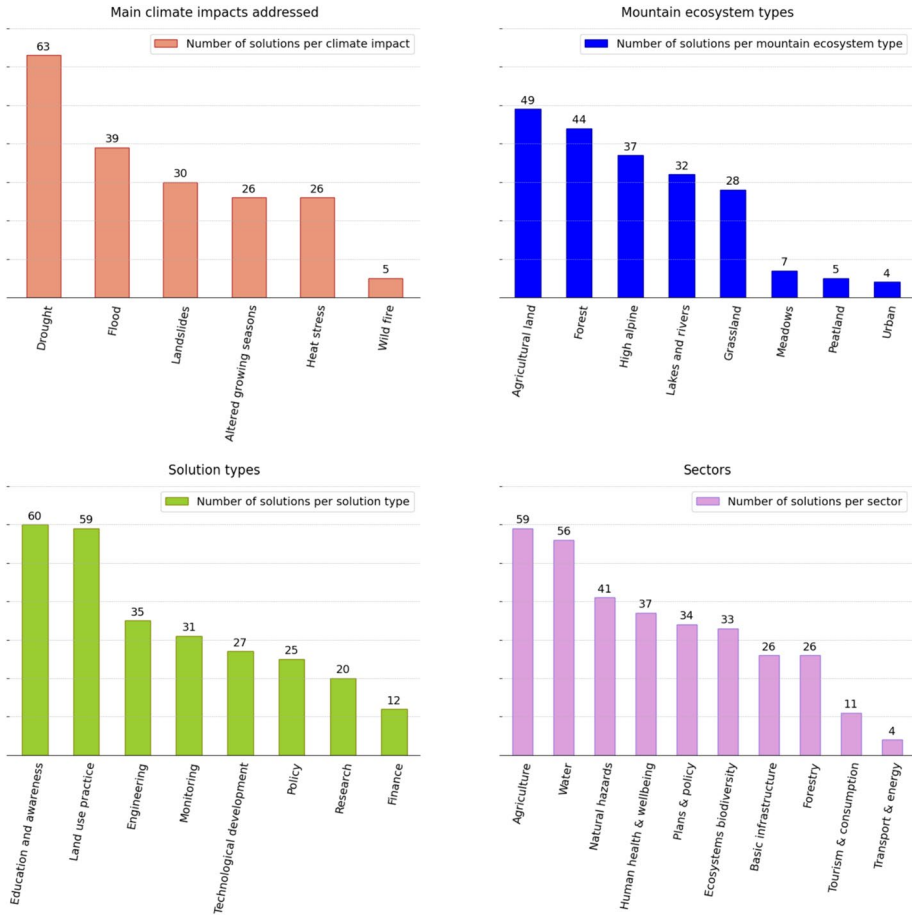 Main climate impacts addressed
Number of solutions per climate impact
63
39
30
26
26
5
Drought
Flood
Landslides
Altered growing seasons
Heat stress
Wild fire
Mountain ecosystem types
Number of solutions per mountain ecosystem type
49
44
37
32
28
7
5
4
Agricultural land
Forest
High alpine
Lakes and rivers
Grassland
Meadows
Peatland
Urban
Solution types
Number of solutions per solution type
60
59
35
31
27
25
20
12
Education and awareness
Land use practice
Engineering
Monitoring
Technological development
Policy
Research
Finance
Sectors
Number of solutions per sector
59
56
41
37
34
33
26
26
11
4
Agriculture
Water
Natural hazards
Human health & wellbeing
Plans & policy
Ecosystems biodiversity
Basic infrastructure
Forestry
Tourism & consumption
Transport & energy